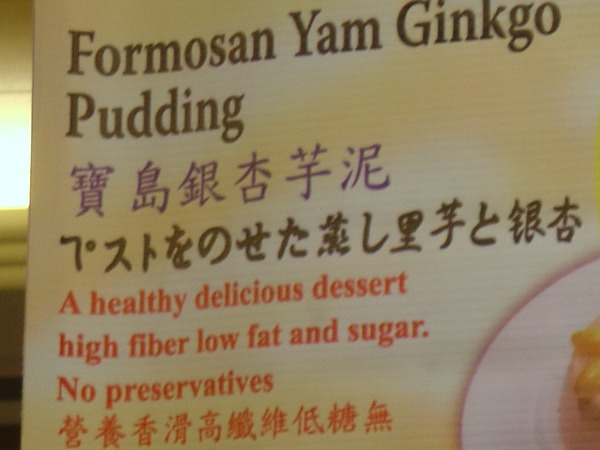 Formosan Yam Ginkgo
Pudding
寶島銀杏芋泥
ペストをのせた蒸し里芋と银杏
A healthy delicious dessert
high fiber low fat and sugar.
No preservatives
營養香滑高纖維低糖無